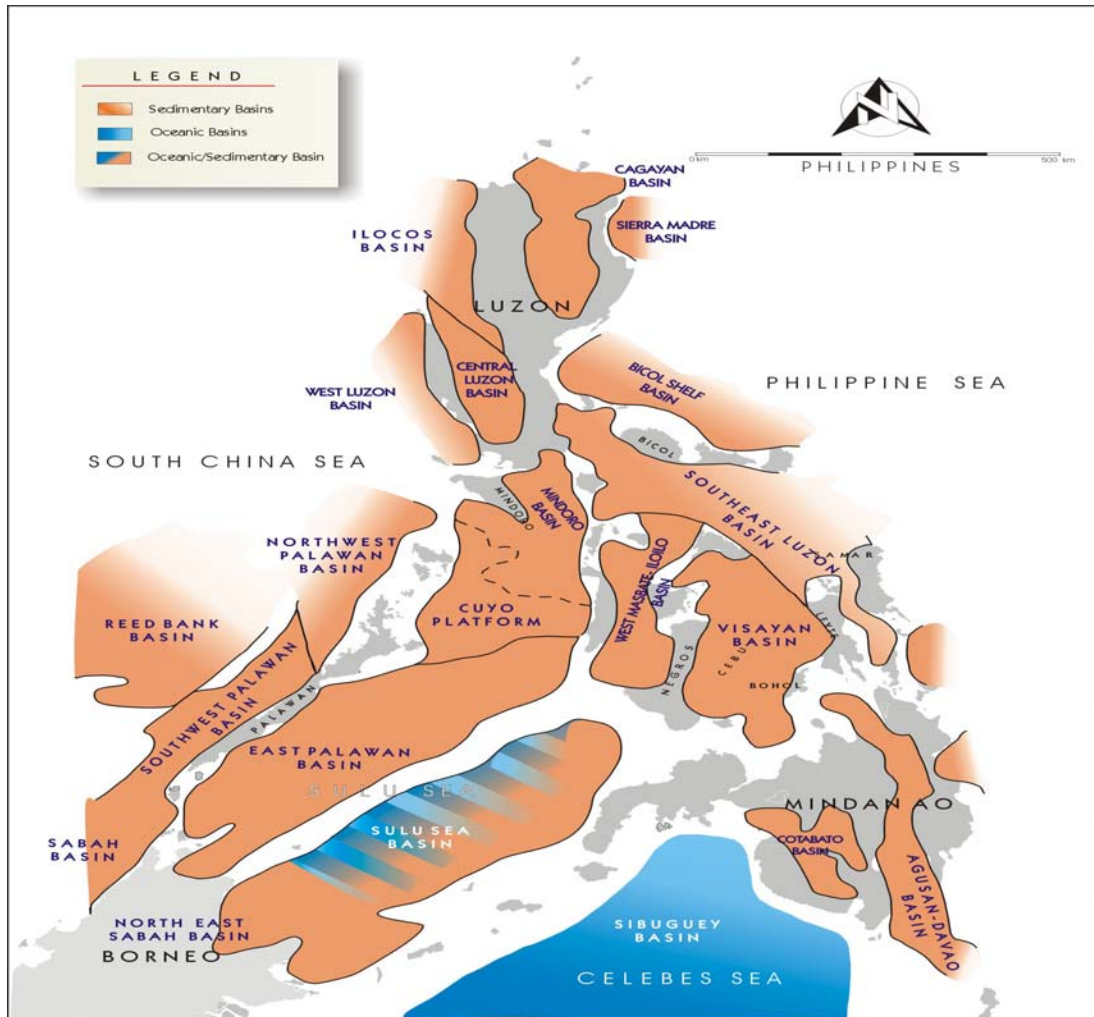 LEGEND
Sedimentary Basins
Oceanic Basins
Oceanic/Sedimentary Basin
N
0 km
500 km
PHILIPPINES
CAGAYAN
BASIN
SIERRA MADRE
BASIN
ILOCOS
BASIN
LUZON
CENTRAL
LUZON
BASIN
WEST LUZON
BASIN
BICOL SHELF
BASIN
PHILIPPINE SEA
SOUTH CHINA SEA
BICOL
MINDORO
MINDORO
BASIN
SOUTHEAST LUZON
BASIN
SAMAR
NORTHWEST
PALAWAN
BASIN
WEST MASBATE-ILOILO
BASIN
REED BANK
BASIN
CUYO
PLATFORM
VISAYAN
BASIN
LEYTE
CEBU
NEGROS
BOHOL
SOUTHWEST PALAWAN
BASIN
PALAWAN
EAST PALAWAN
BASIN
SULU SEA
SULU SEA
BASIN
MINDANAO
SABAH
BASIN
COTABATO
BASIN
AGUSAN-DAVAO
BASIN
NORTH EAST
SABAH BASIN
BORNEO
SIBUGUEY
BASIN
CELEBES SEA